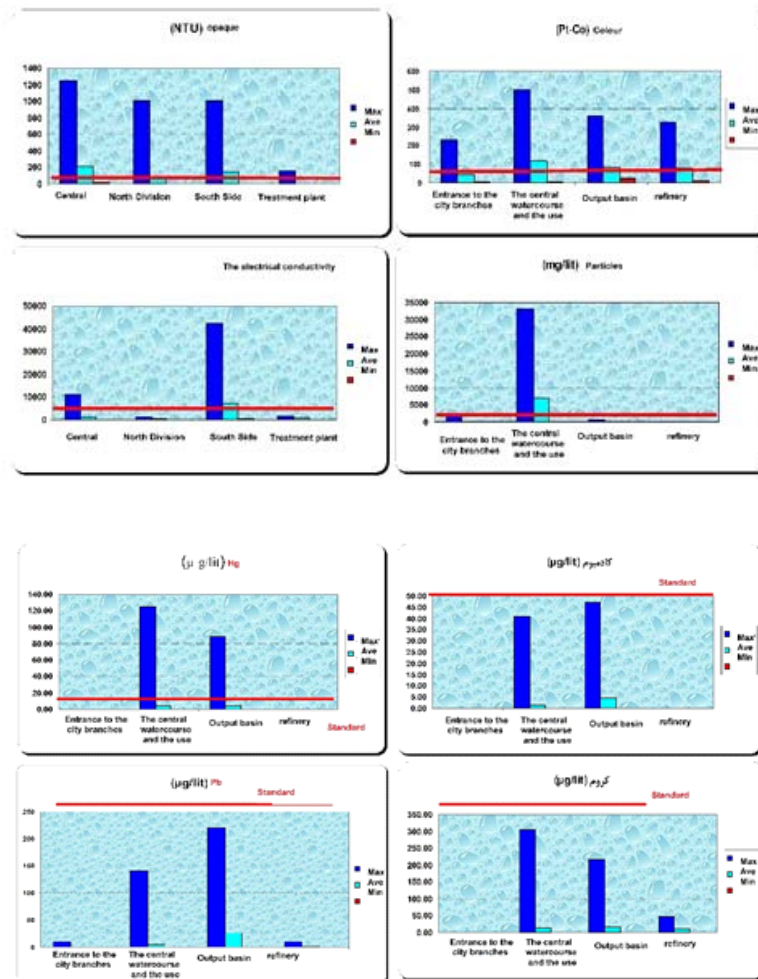 (NTU) opaque
1400
1200
1000
800
600
400
200
0
Central
North Division
South Side
Treatment plant
Max
Ave
Min
(Pt-Co) Colour
600
500
400
300
200
100
0
Entrance to the city branches
The central watercourse and the use
Output basin
refinery
Max
Ave
Min
The electrical conductivity
50000
40000
30000
20000
10000
0
Central
North Division
South Side
Treatment plant
Max
Ave
Min
(mg/lit) Particles
35000
30000
25000
20000
15000
10000
5000
0
Entrance to the
city branches
The central
watercourse
and the use
Output basin
refinery
Max
Ave
Min
(µ g/lit) Hg
140.00
120.00
100.00
80.00
60.00
40.00
20.00
0.00
Entrance to the
city branches
The central
watercourse
and the use
Output basin
refinery
Standard
Max
Ave
Min
(µg/lit) کادمیوم
Standard
50.00
45.00
40.00
35.00
30.00
25.00
20.00
15.00
10.00
5.00
0.00
Entrance to the
city branches
The central
watercourse
and the use
Output basin
refinery
Max
Ave
Min
(µg/lit) Pb
Standard
250
150
50
0
Entrance to the
city branches
The central
watercourse
and the use
Output basin
refinery
Max
Ave
Min
(µg/lit) کروم
Standard
350.00
300.00
250.00
200.00
150.00
100.00
50.00
0.00
Entrance to the
city branches
The central
watercourse
and the use
Output basin
refinery
Max
Ave
Min